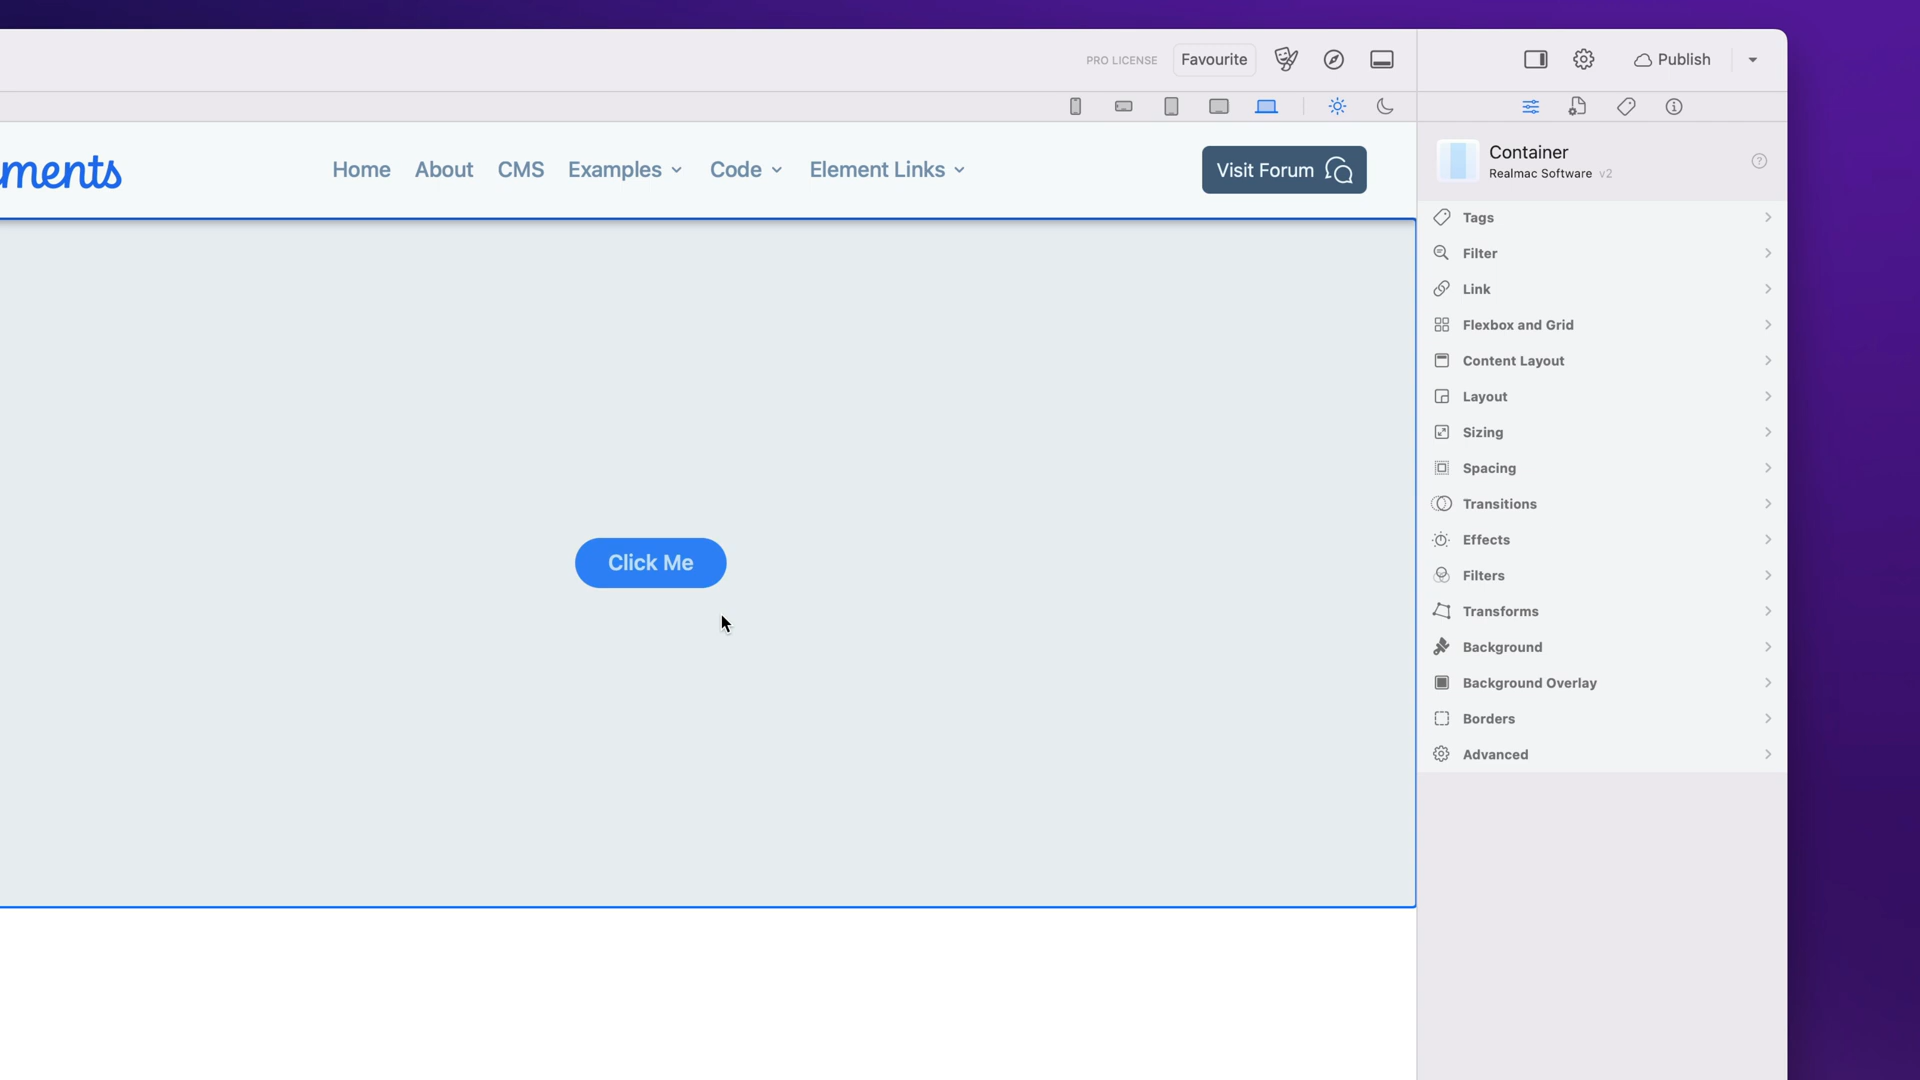 PRO LICENSE
Favourite
Publish
ments
Home
About
CMS
Examples
Code
Element Links
Visit Forum
Container
Realmac Software v2
Tags
Filter
Link
Flexbox and Grid
Content Layout
Layout
Sizing
Spacing
Transitions
Effects
Filters
Transforms
Background
Background Overlay
Borders
Advanced
Click Me